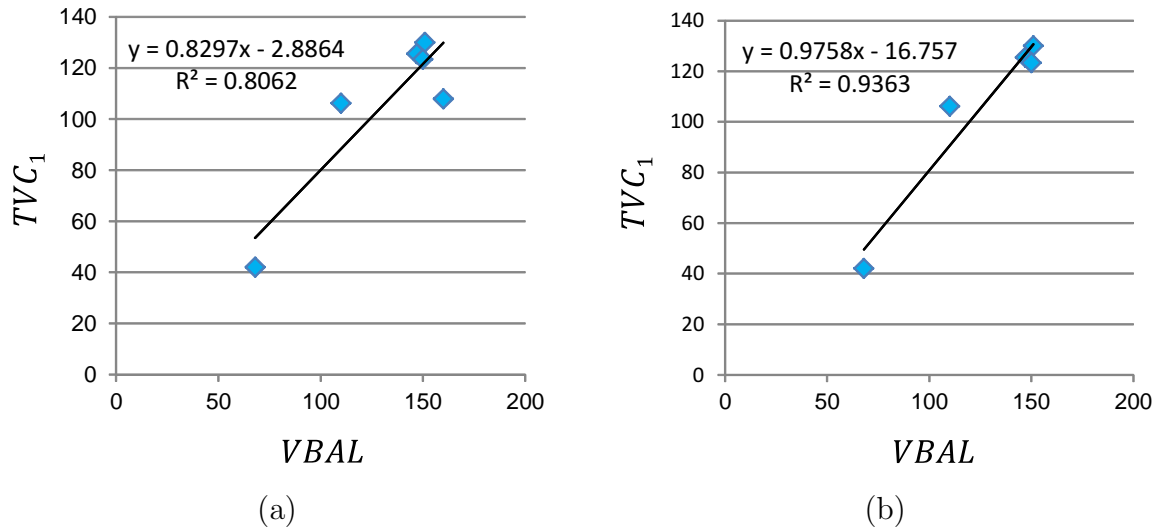 140
120
100
80
60
40
20
0
0 50 100 150 200
y = 0.8297x - 2.8864
R² = 0.8062
TVC₁
VBAL
(a)
140
120
100
80
60
40
20
0
0 50 100 150 200
y = 0.9758x - 16.757
R² = 0.9363
TVC₁
VBAL
(b)